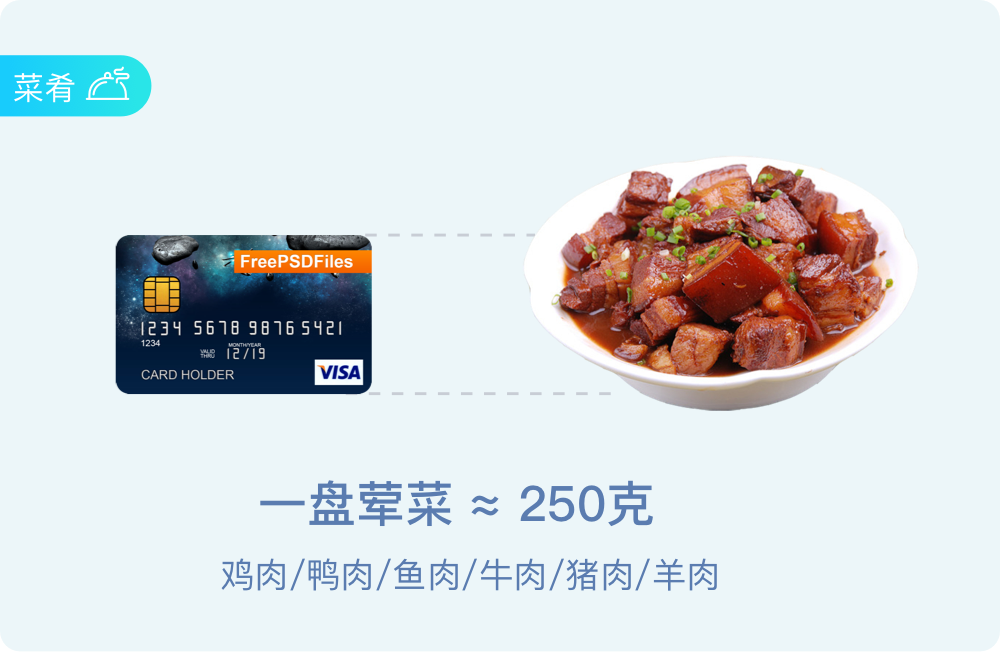 菜肴
FreePSDFiles
1234 5678 9876 5421
1234
VALID THRU
MONTH/YEAR
12/19
CARD HOLDER
VISA
一盘荤菜 ≈ 250克
鸡肉/鸭肉/鱼肉/牛肉/猪肉/羊肉